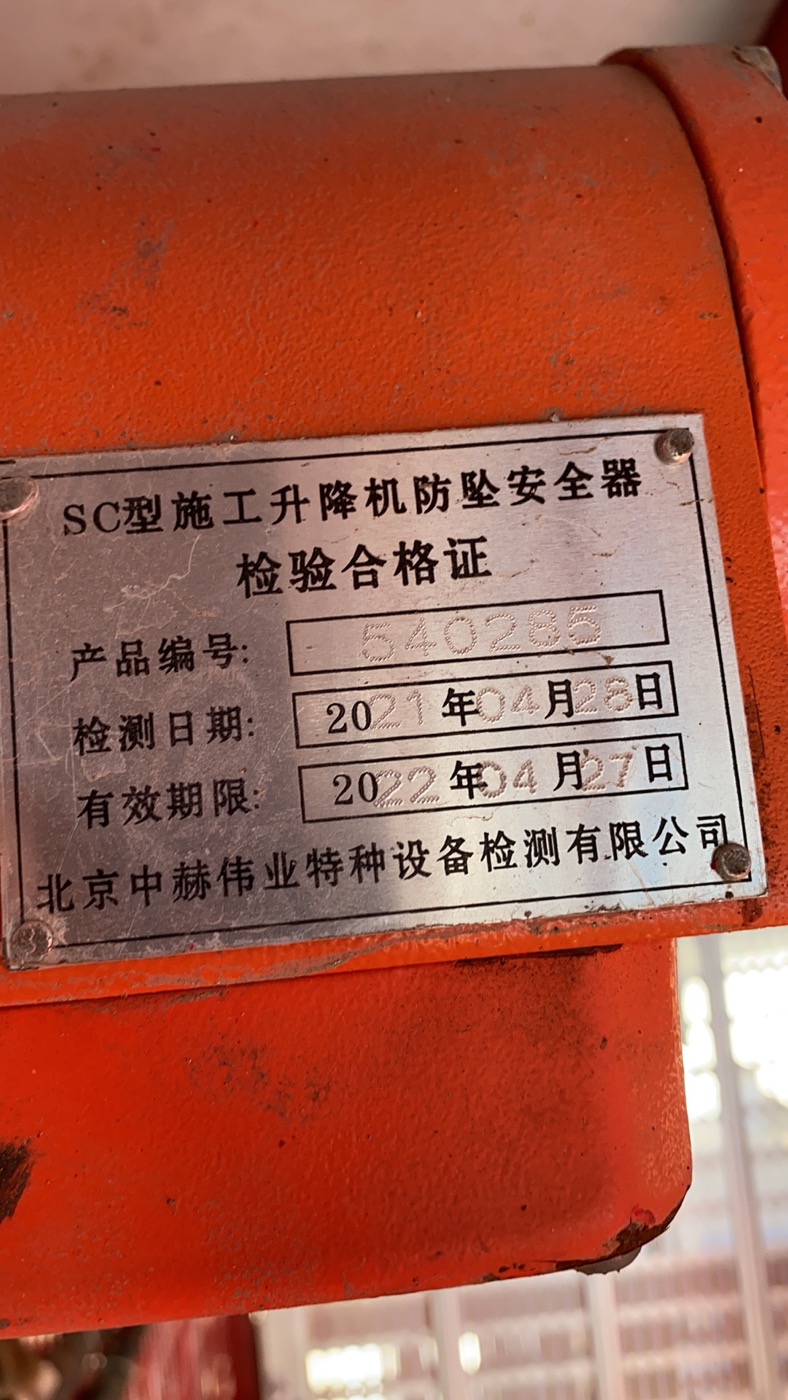 SC型施工升降机防坠安全器
检验合格证
产品编号: 540285
检测日期: 2021年04月28日
有效期限: 2022年04月27日
北京中赫伟业特种设备检测有限公司